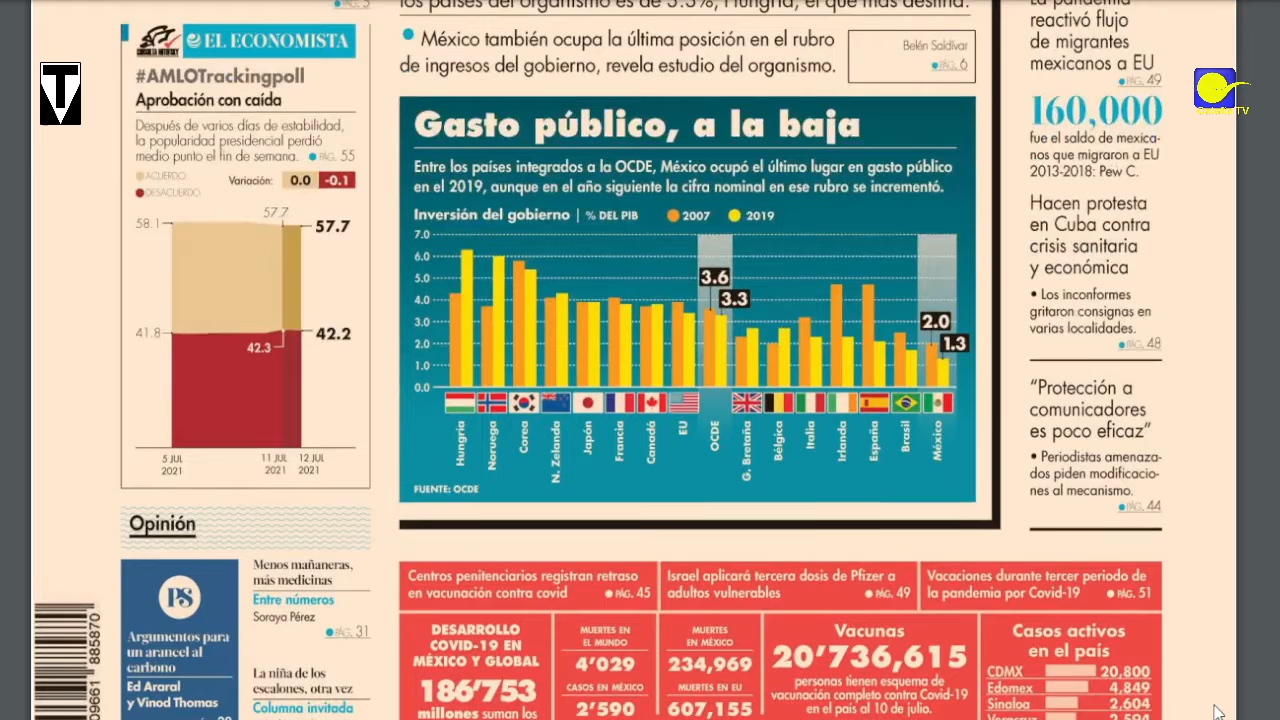 los países del organismo es de 3.3%; Hungría, el que más destina.
México también ocupa la última posición en el rubro
de ingresos del gobierno, revela estudio del organismo.
Belén Saldívar
PÁG. 6
PÁG. 5
CONSULTA MITOFSKY
EL ECONOMISTA
#AMLOTrackingpoll
Aprobación con caída
Después de varios días de estabilidad,
la popularidad presidencial perdió
medio punto el fin de semana. PÁG. 55
ACUERDO
DESACUERDO
Variación: 0.0 -0.1
58.1
57.7
57.7
41.8
42.3
42.2
5 JUL 2021
11 JUL 2021
12 JUL 2021
Gasto público, a la baja
Entre los países integrados a la OCDE, México ocupó el último lugar en gasto público
en el 2019, aunque en el año siguiente la cifra nominal en ese rubro se incrementó.
Inversión del gobierno | % DEL PIB 2007 2019
7.0
6.0
5.0
4.0
3.0
2.0
1.0
0.0
3.6
3.3
2.0
1.3
Hungría
Noruega
Corea
N. Zelanda
Japón
Francia
Canadá
EU
OCDE
G. Bretaña
Bélgica
Italia
Irlanda
España
Brasil
México
FUENTE: OCDE
La pandemia
reactivó flujo
de migrantes
mexicanos a EU
PÁG. 49
160,000
fue el saldo de mexica-
nos que migraron a EU
2013-2018: Pew C.
Hacen protesta
en Cuba contra
crisis sanitaria
y económica
• Los inconformes
gritaron consignas en
varias localidades.
PÁG. 48
“Protección a
comunicadores
es poco eficaz”
• Periodistas amenaza-
dos piden modificacio-
nes al mecanismo.
PÁG. 44
Opinión
PS
Argumentos para
un arancel al
carbono
Ed Araral
y Vinod Thomas
Menos mañaneras,
más medicinas
Entre números
Soraya Pérez
PÁG. 31
La niña de los
escalones, otra vez
Columna invitada
09661 885870
Centros penitenciarios registran retraso
en vacunación contra covid PÁG. 45
Israel aplicará tercera dosis de Pfizer a
adultos vulnerables PÁG. 49
Vacaciones durante tercer periodo de
la pandemia por Covid-19 PÁG. 51
DESARROLLO
COVID-19 EN
MÉXICO Y GLOBAL
186’753
millones suman los
MUERTES EN
EL MUNDO
4’029
CASOS EN MÉXICO
2’590
MUERTES
EN MÉXICO
234,969
MUERTES EN EU
607,155
Vacunas
20’736,615
personas tienen esquema de
vacunación completo contra Covid-19
en el país al 10 de julio.
Casos activos
en el país
CDMX 20,800
Edomex 4,849
Sinaloa 2,604
Veracruz 2,594